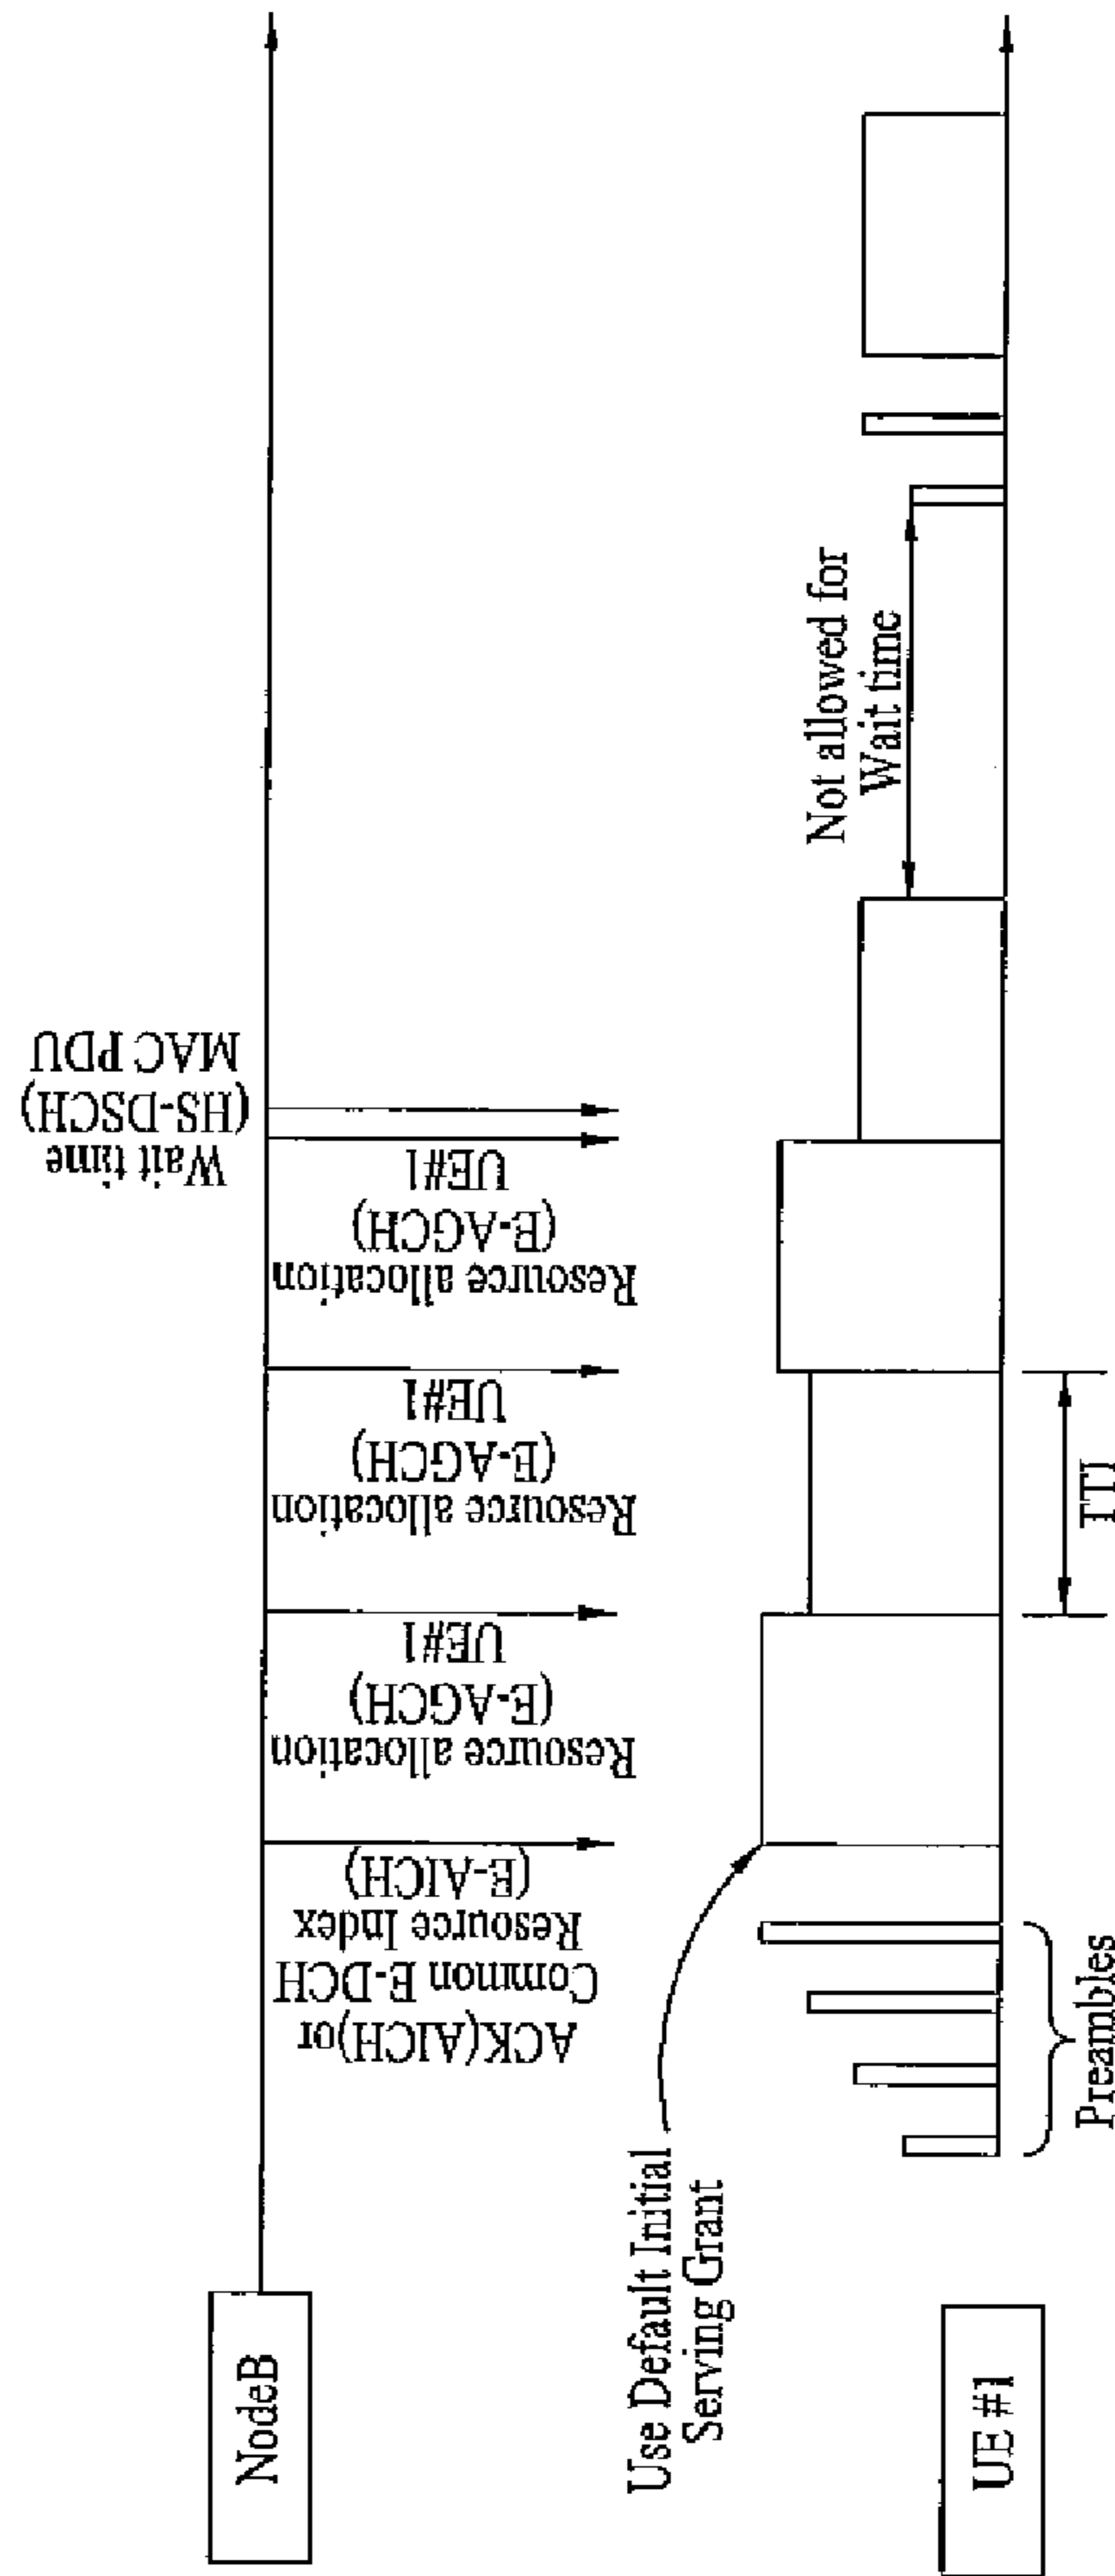 NodeB
ACK(AICH)or
Common E-DCH
Resource Index
(E-AICH)
Resource allocation
(E-AGCH)
UE#1
Resource allocation
(E-AGCH)
UE#1
Resource allocation
(E-AGCH)
UE#1
Wait time
(HS-DSCH)
MAC PDU
Use Default Initial
Serving Grant
Not allowed for
Wait time
UE #1
Preambles
TTI